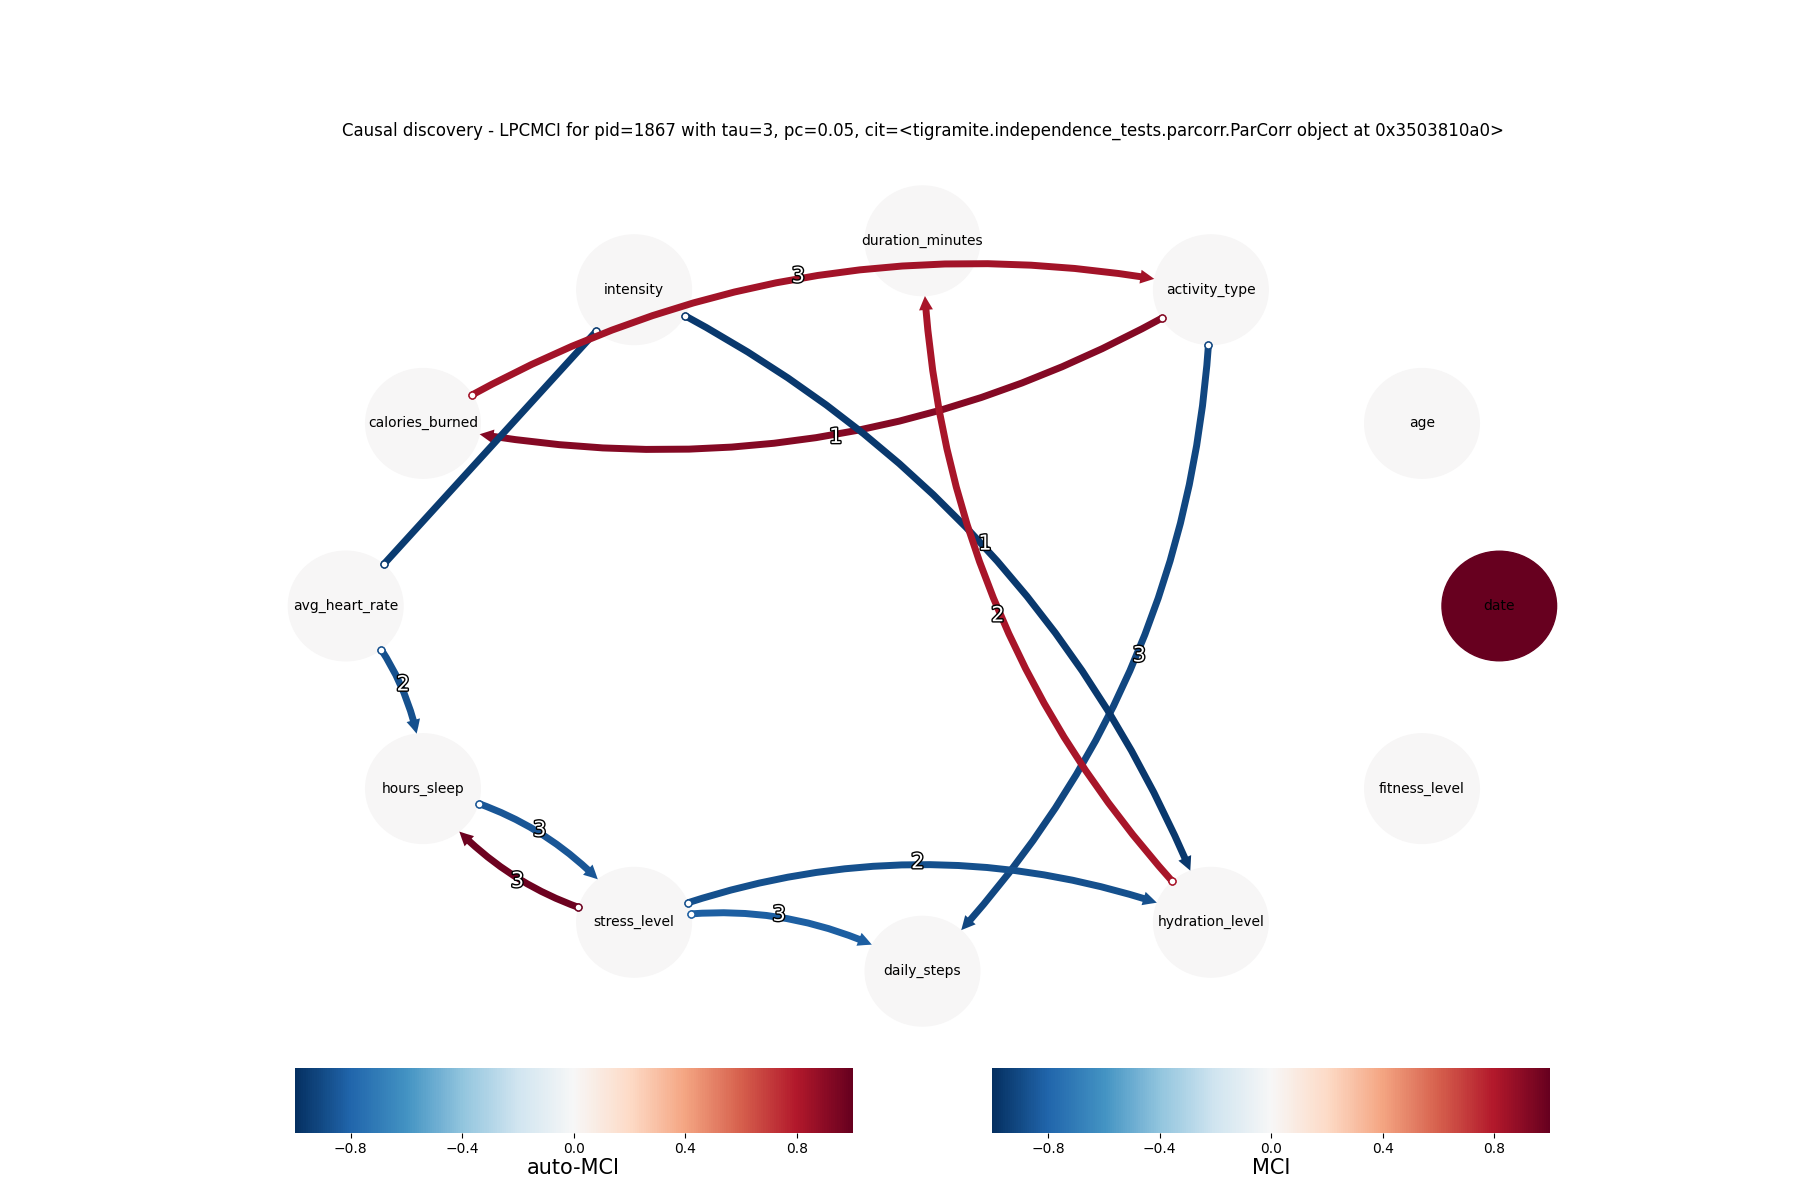 Causal discovery - LPCMCI for pid=1867 with tau=3, pc=0.05, cit=<tigramite.independence_tests.parcorr.ParCorr object at 0x3503810a0>
duration_minutes
3
intensity
activity_type
calories_burned
1
age
1
avg_heart_rate
date
2
3
2
hours_sleep
fitness_level
3
2
3
3
stress_level
hydration_level
daily_steps
−0.8 −0.4 0.0 0.4 0.8
auto-MCI
−0.8 −0.4 0.0 0.4 0.8
MCI